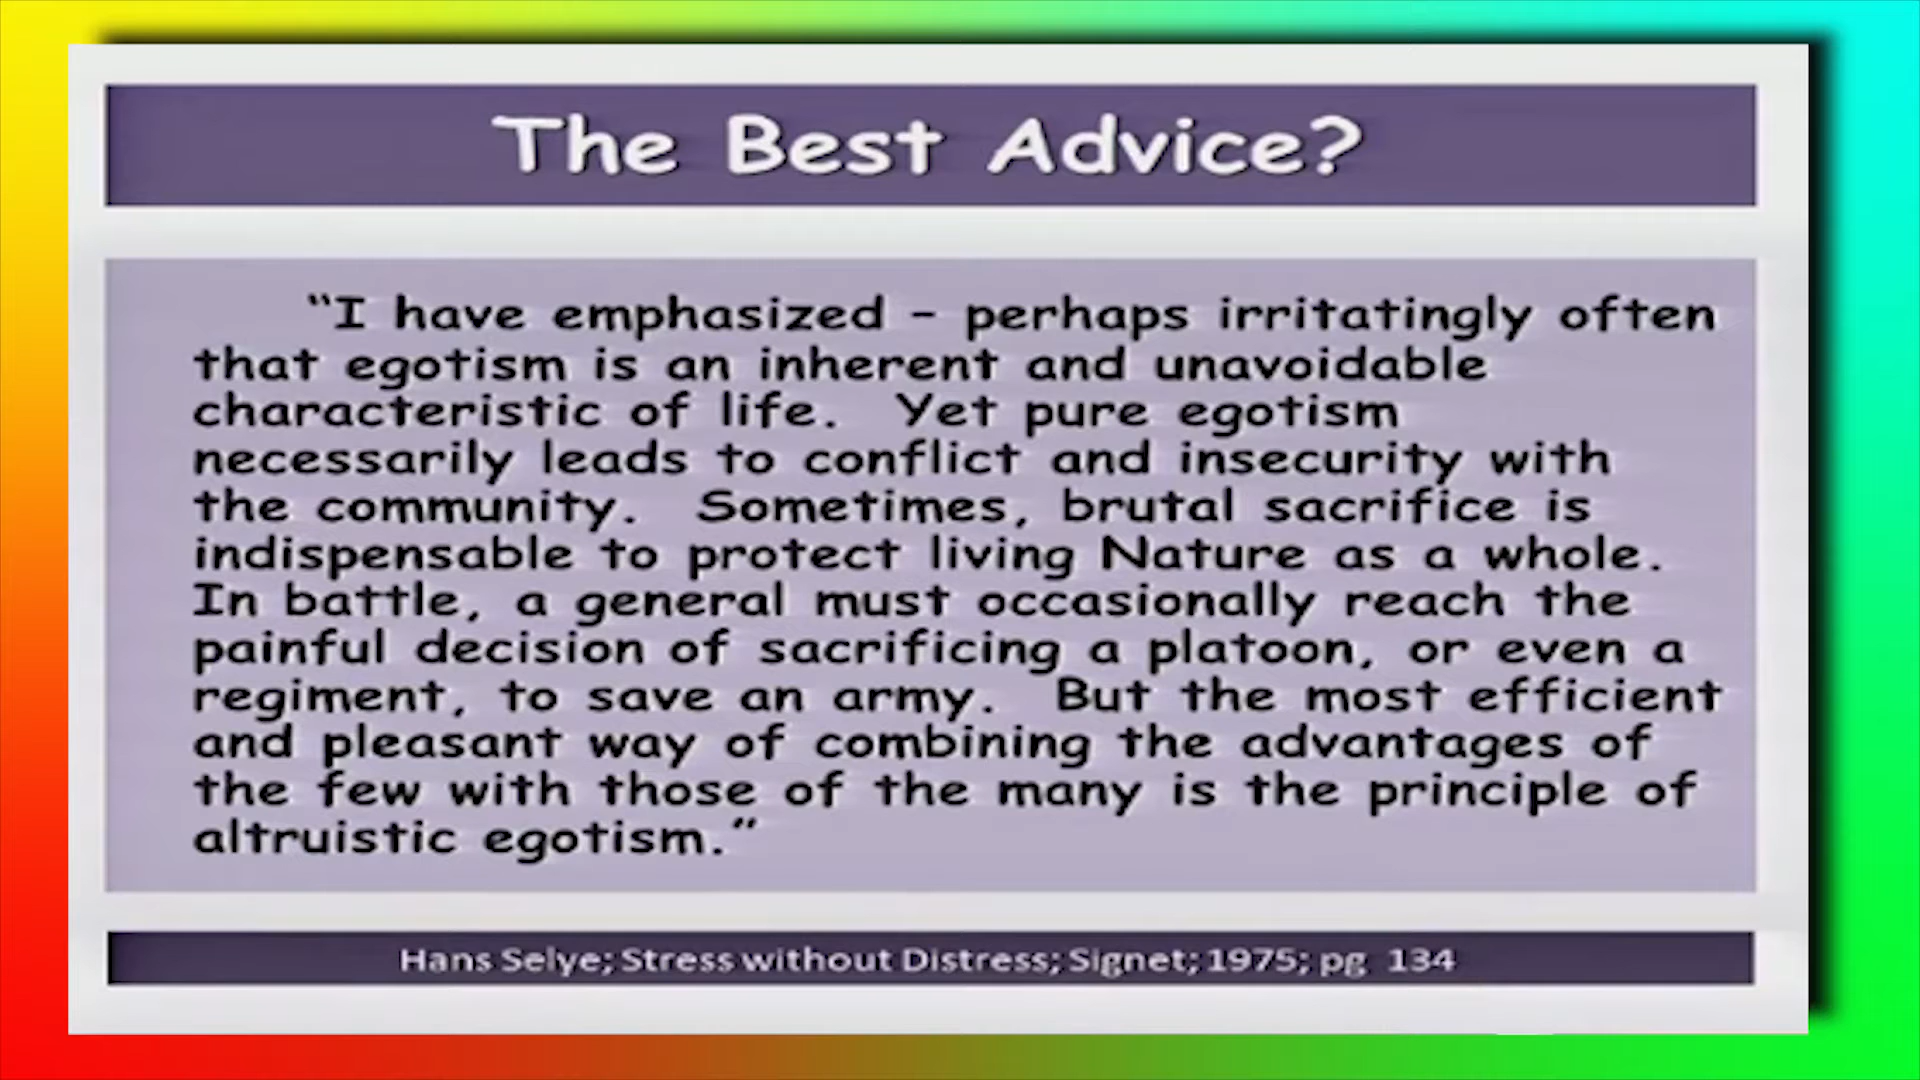 The Best Advice?
“I have emphasized – perhaps irritatingly often
that egotism is an inherent and unavoidable
characteristic of life. Yet pure egotism
necessarily leads to conflict and insecurity with
the community. Sometimes, brutal sacrifice is
indispensable to protect living Nature as a whole.
In battle, a general must occasionally reach the
painful decision of sacrificing a platoon, or even a
regiment, to save an army. But the most efficient
and pleasant way of combining the advantages of
the few with those of the many is the principle of
altruistic egotism.”
Hans Selye; Stress without Distress; Signet; 1975; pg 134